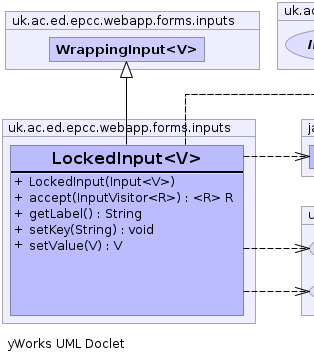 uk.ac.ed.epcc.webapp.forms.inputs
uk.ac
WrappingInput<V>
uk.ac.ed.epcc.webapp.forms.inputs
LockedInput<V>
+ LockedInput(Input<V>)
+ accept(InputVisitor<R>) : <R> R
+ getLabel() : String
+ setKey(String) : void
+ setValue(V) : V
yWorks UML Doclet